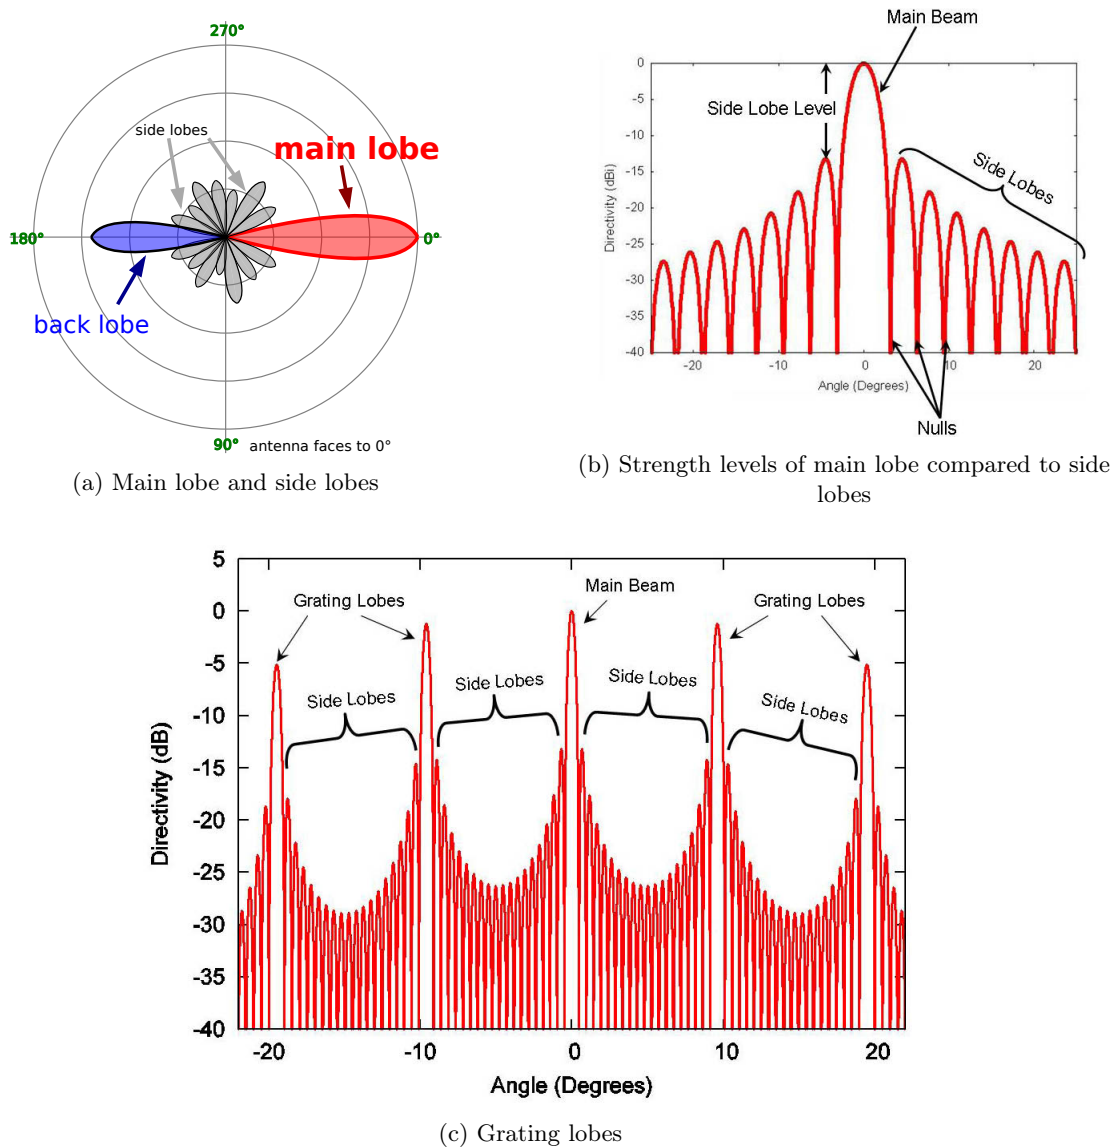 270°
side lobes
main lobe
180°
0°
back lobe
90°
antenna faces to 0°
(a) Main lobe and side lobes
Main Beam
0
-5
-10
-15
-20
-25
-30
-35
-40
Directivity (dBi)
Side Lobe Level
Side Lobes
-20
-10
0
10
20
Angle (Degrees)
Nulls
(b) Strength levels of main lobe compared to side
lobes
5
0
-5
-10
-15
-20
-25
-30
-35
-40
Directivity (dB)
Grating Lobes
Main Beam
Grating Lobes
Side Lobes
Side Lobes
Side Lobes
Side Lobes
-20
-10
0
10
20
Angle (Degrees)
(c) Grating lobes